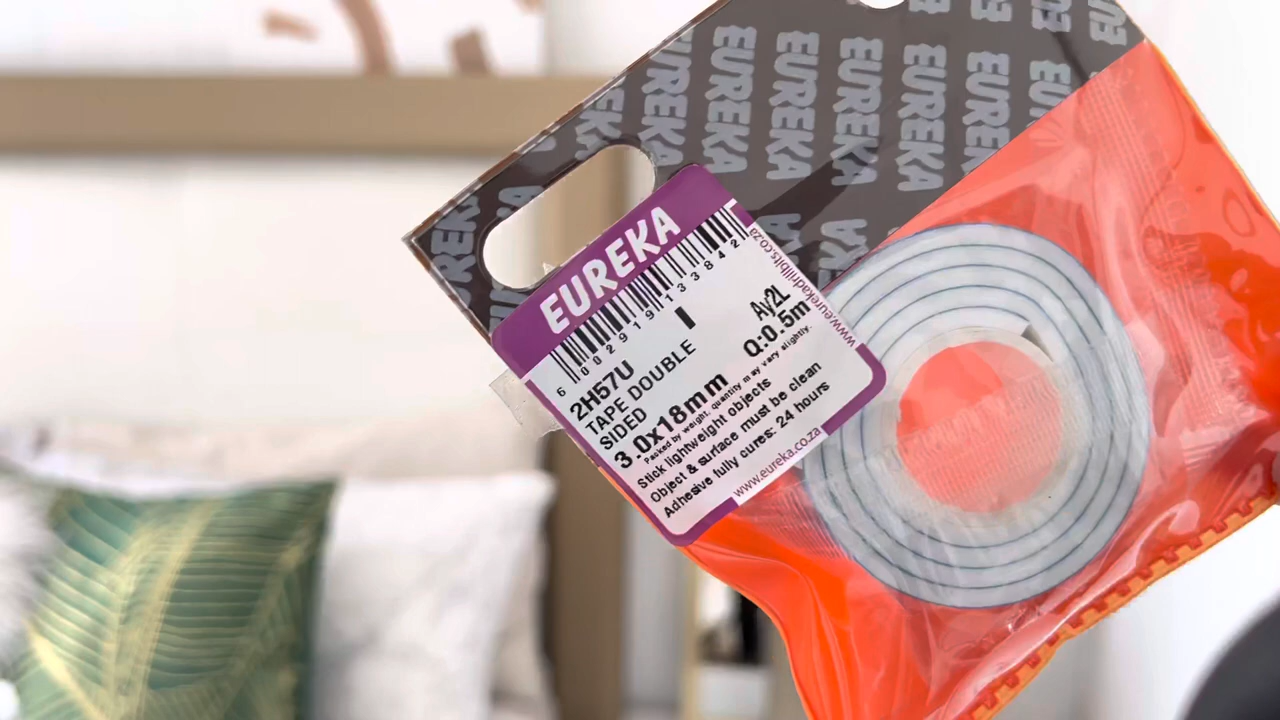 EUREKA EUREKA EUREKA EUREKA EUREKA EUREKA
EUREKA
6 002919 133842
2H57U
Ay2L
TAPE DOUBLE
SIDED
Q:0.5m
3.0x18mm
Packed by weight, quantity may vary slightly.
Stick lightweight objects
Object & surface must be clean
Adhesive fully cures: 24 hours
www.eureka.co.za
www.eurekadrillbits.co.za